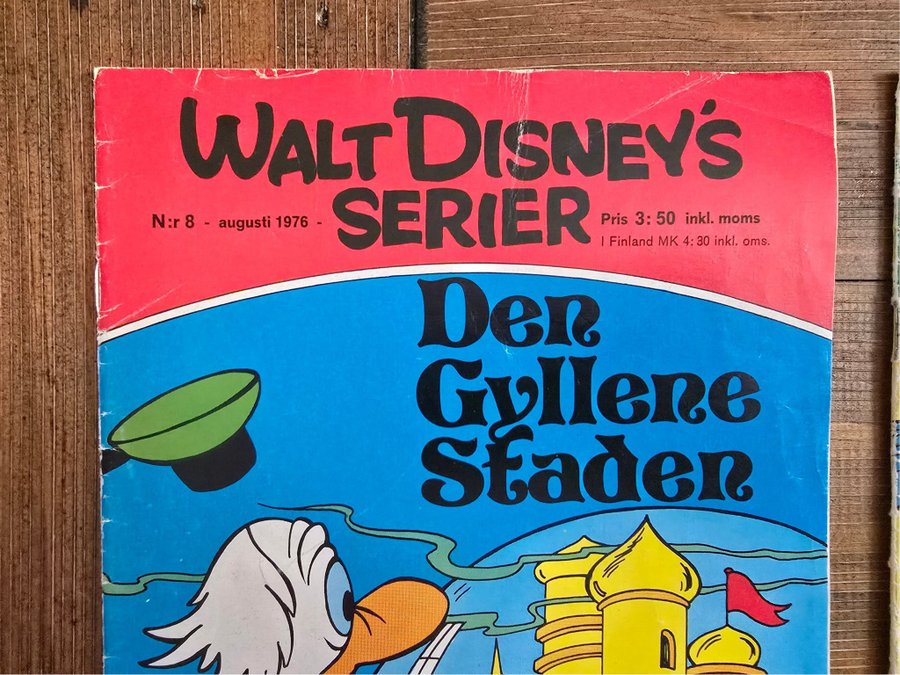 WALT DISNEY'S
SERIER
N:r 8 - augusti 1976 -
Pris 3:50 inkl. moms
I Finland MK 4:30 inkl. oms.
Den
Gyllene
Staden